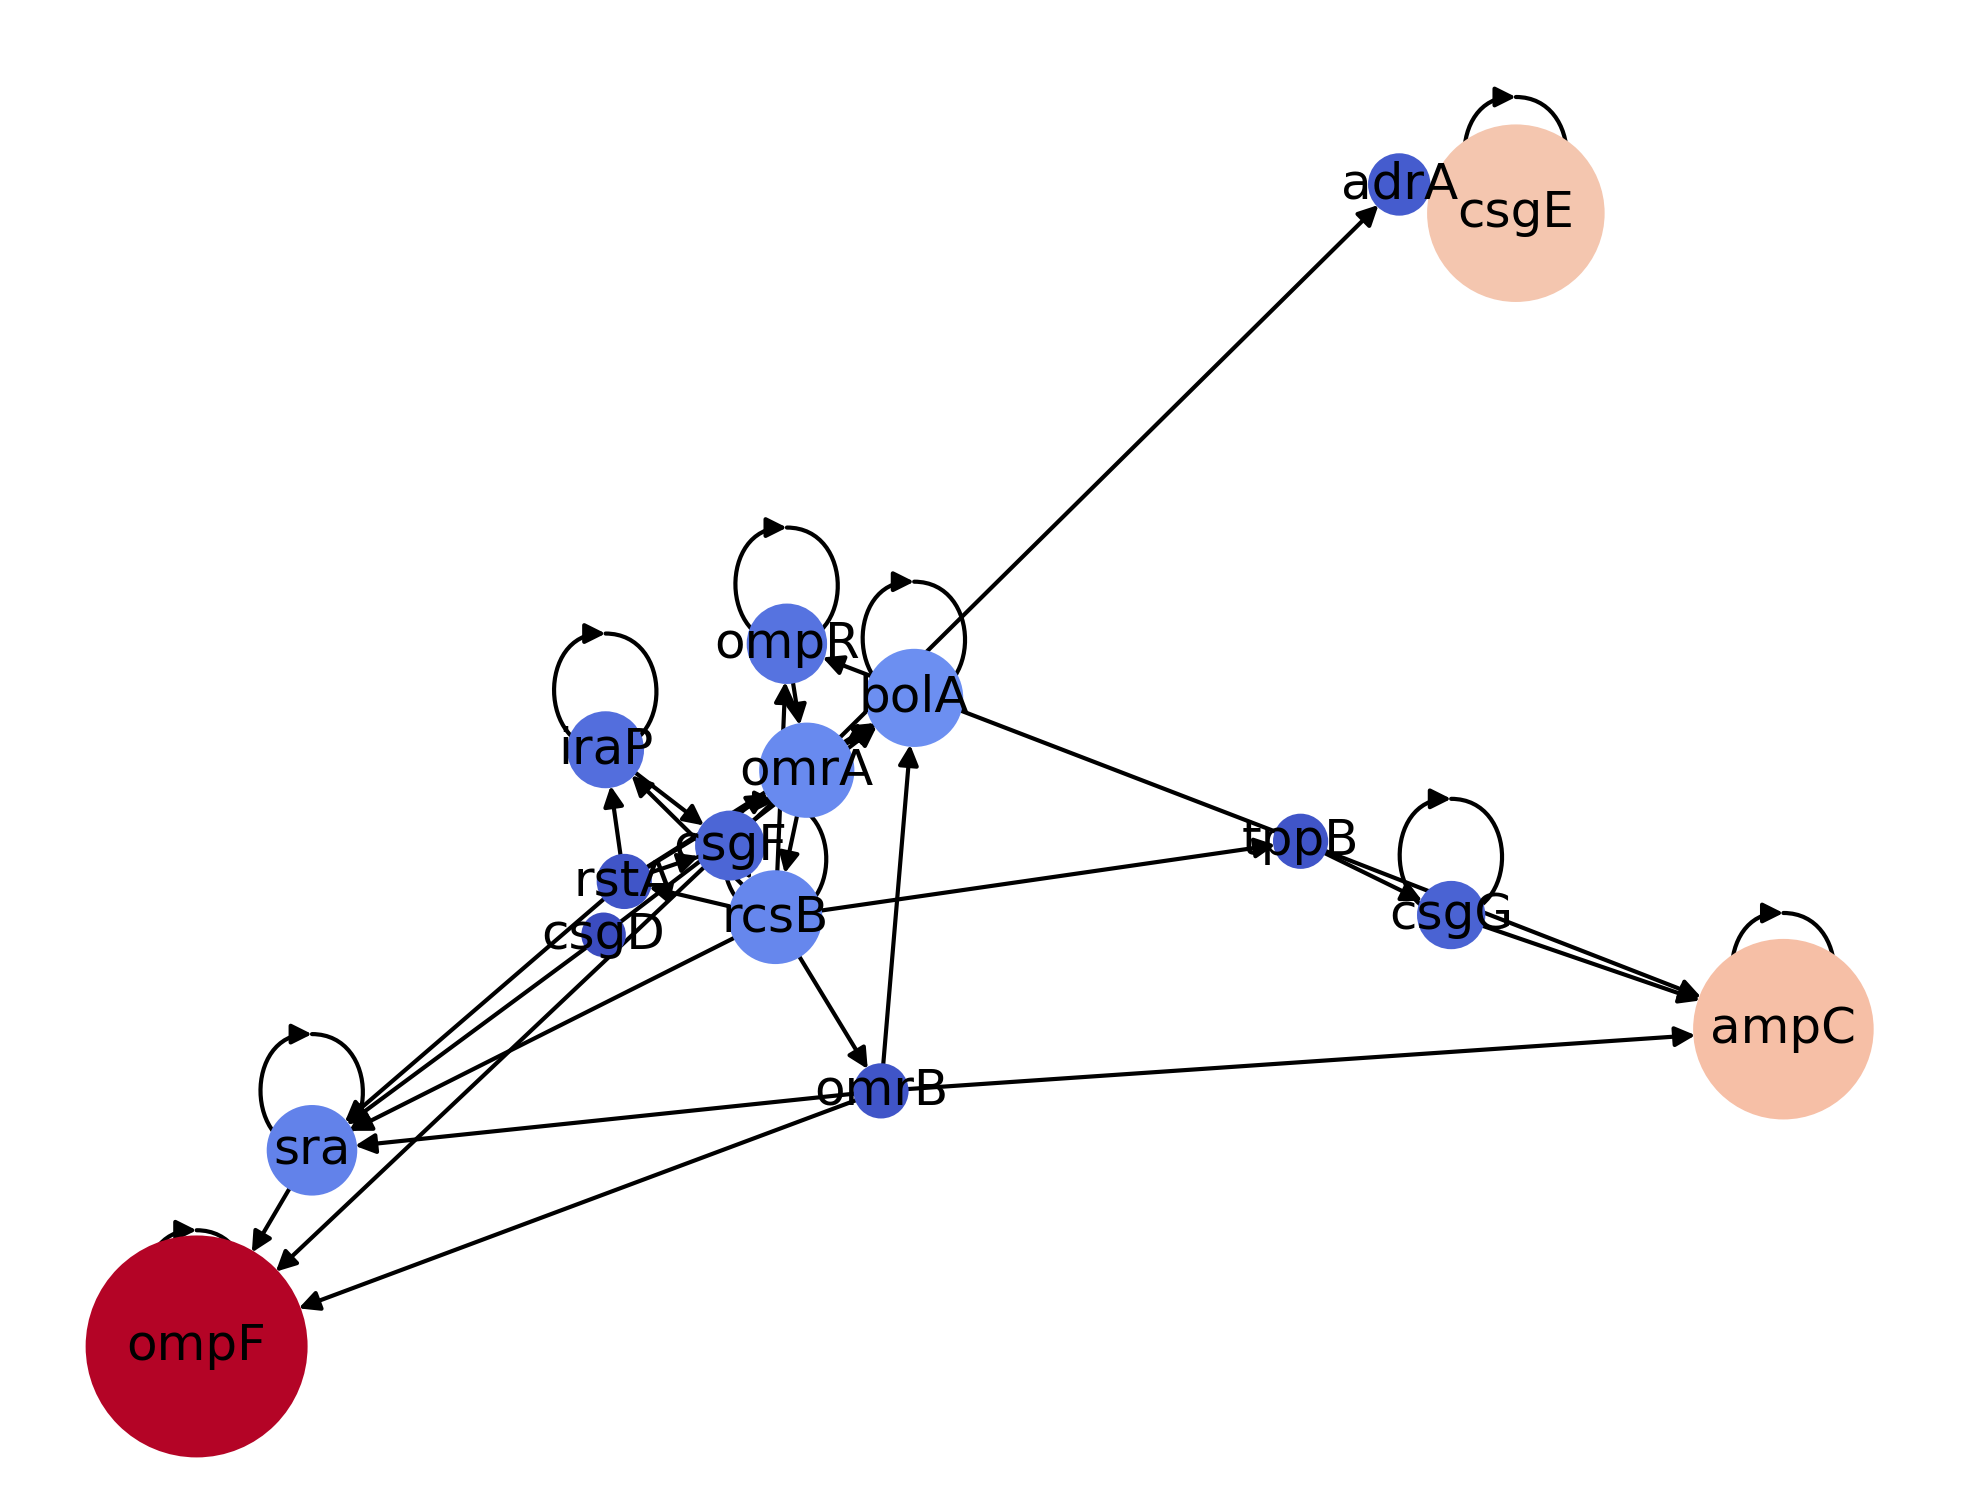 adrA
csgE
ompR
bolA
iraP
omrA
tppB
csgF
rstA
csgG
rcsB
csgD
ampC
omrB
sra
ompF